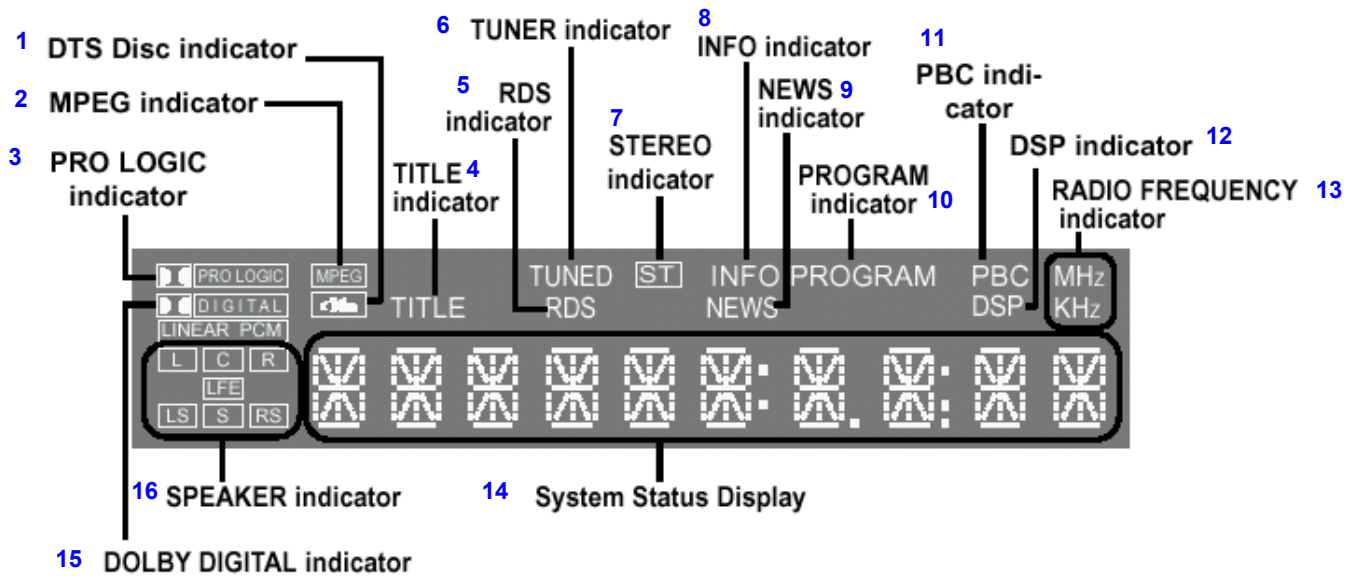 1 DTS Disc indicator
2 MPEG indicator
3 PRO LOGIC
indicator
TITLE 4
indicator
5 RDS
indicator
6 TUNER indicator
7
STEREO
indicator
8
INFO indicator
NEWS 9
indicator
PROGRAM
indicator 10
11
PBC indi-
cator
DSP indicator 12
RADIO FREQUENCY 13
indicator
PRO LOGIC MPEG TUNED ST INFO PROGRAM PBC MHz
DIGITAL TITLE RDS NEWS DSP KHz
LINEAR PCM
L C R
LFE
LS S RS
16 SPEAKER indicator
14 System Status Display
15 DOLBY DIGITAL indicator